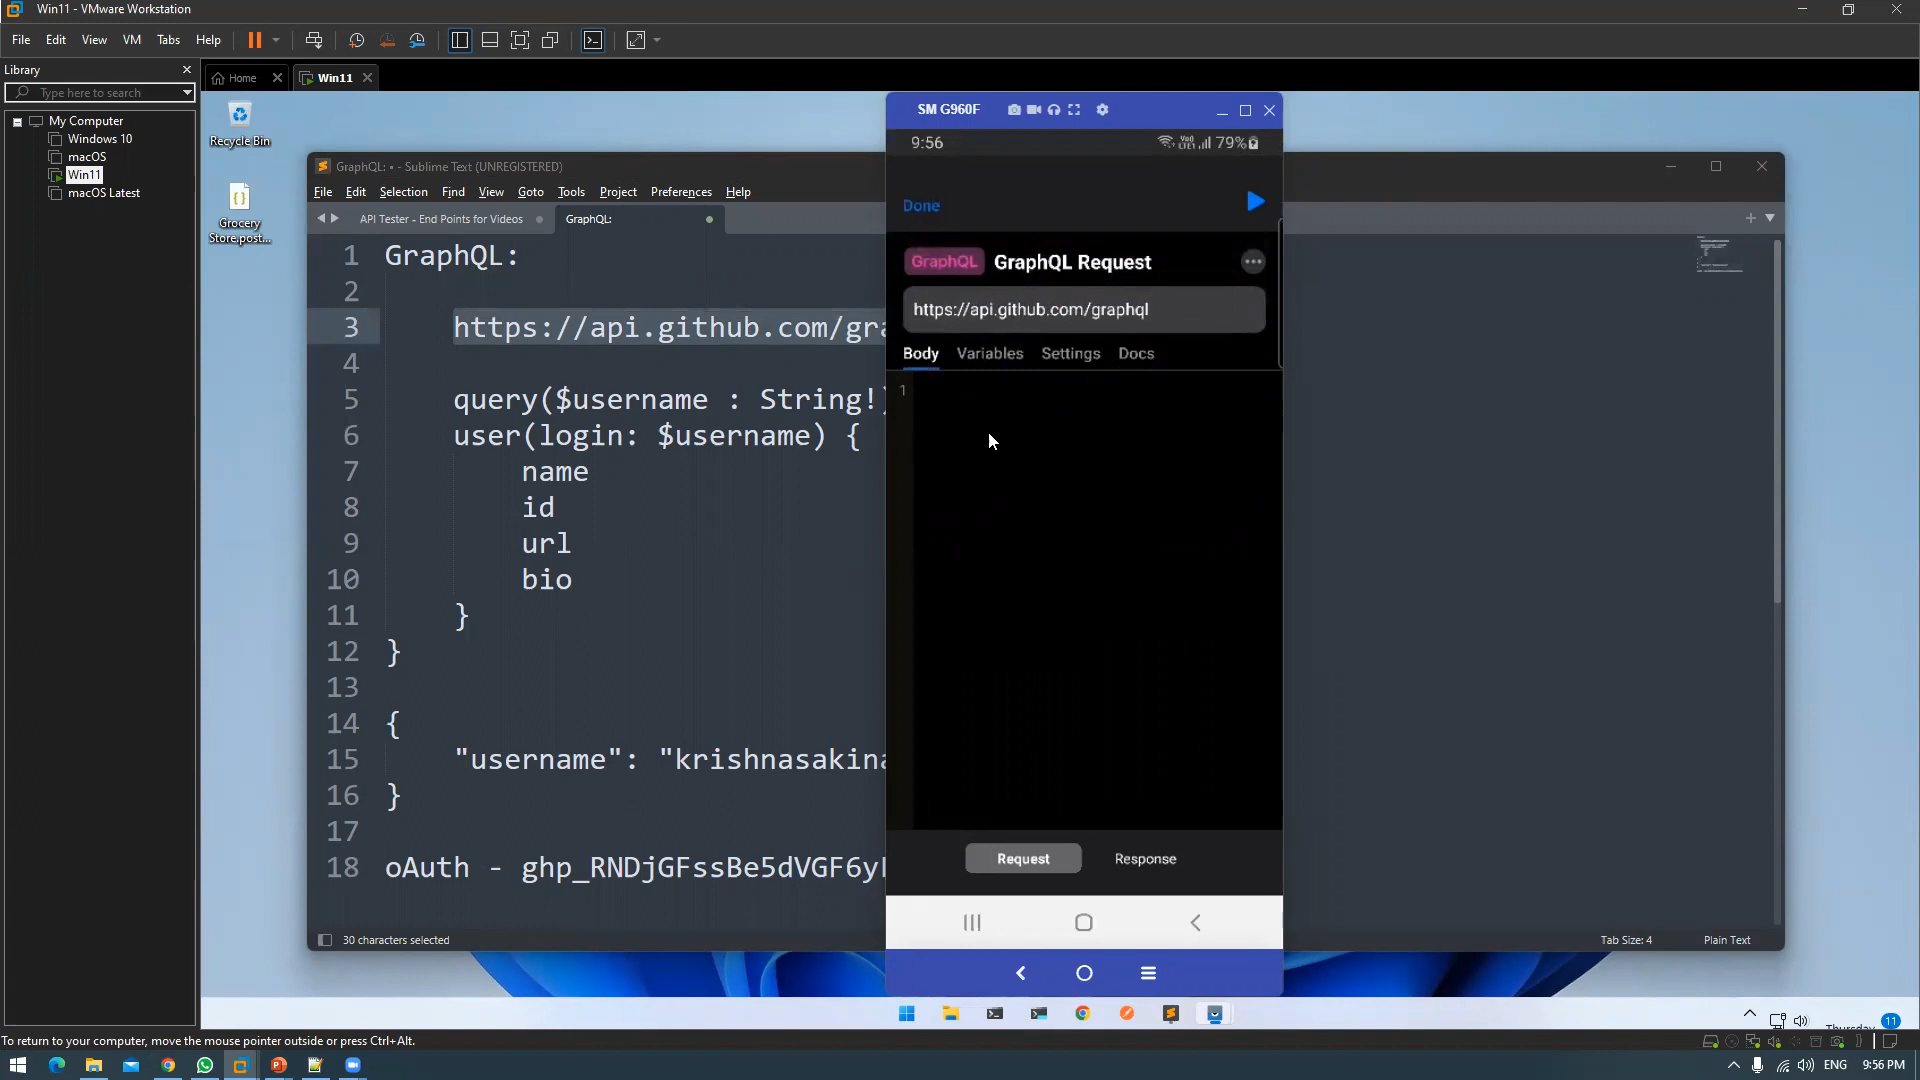 Win11 - VMware Workstation
File Edit View VM Tabs Help
Library
Type here to search
My Computer
Windows 10
macOS
Win11
macOS Latest
Home
Win11
Recycle Bin
Grocery
Store.post...
GraphQL: • - Sublime Text (UNREGISTERED)
File Edit Selection Find View Goto Tools Project Preferences Help
API Tester - End Points for Videos
GraphQL:
1 GraphQL:
2
3 https://api.github.com/gra
4
5 query($username : String!)
6 user(login: $username) {
7 name
8 id
9 url
10 bio
11 }
12 }
13
14 {
15 "username": "krishnasakina
16 }
17
18 oAuth - ghp_RNDjGFssBe5dVGF6y
30 characters selected
Tab Size: 4
Plain Text
SM G960F
9:56
79%
Done
GraphQL GraphQL Request
https://api.github.com/graphql
Body Variables Settings Docs
1
Request Response
11
To return to your computer, move the mouse pointer outside or press Ctrl+Alt.
ENG
9:56 PM